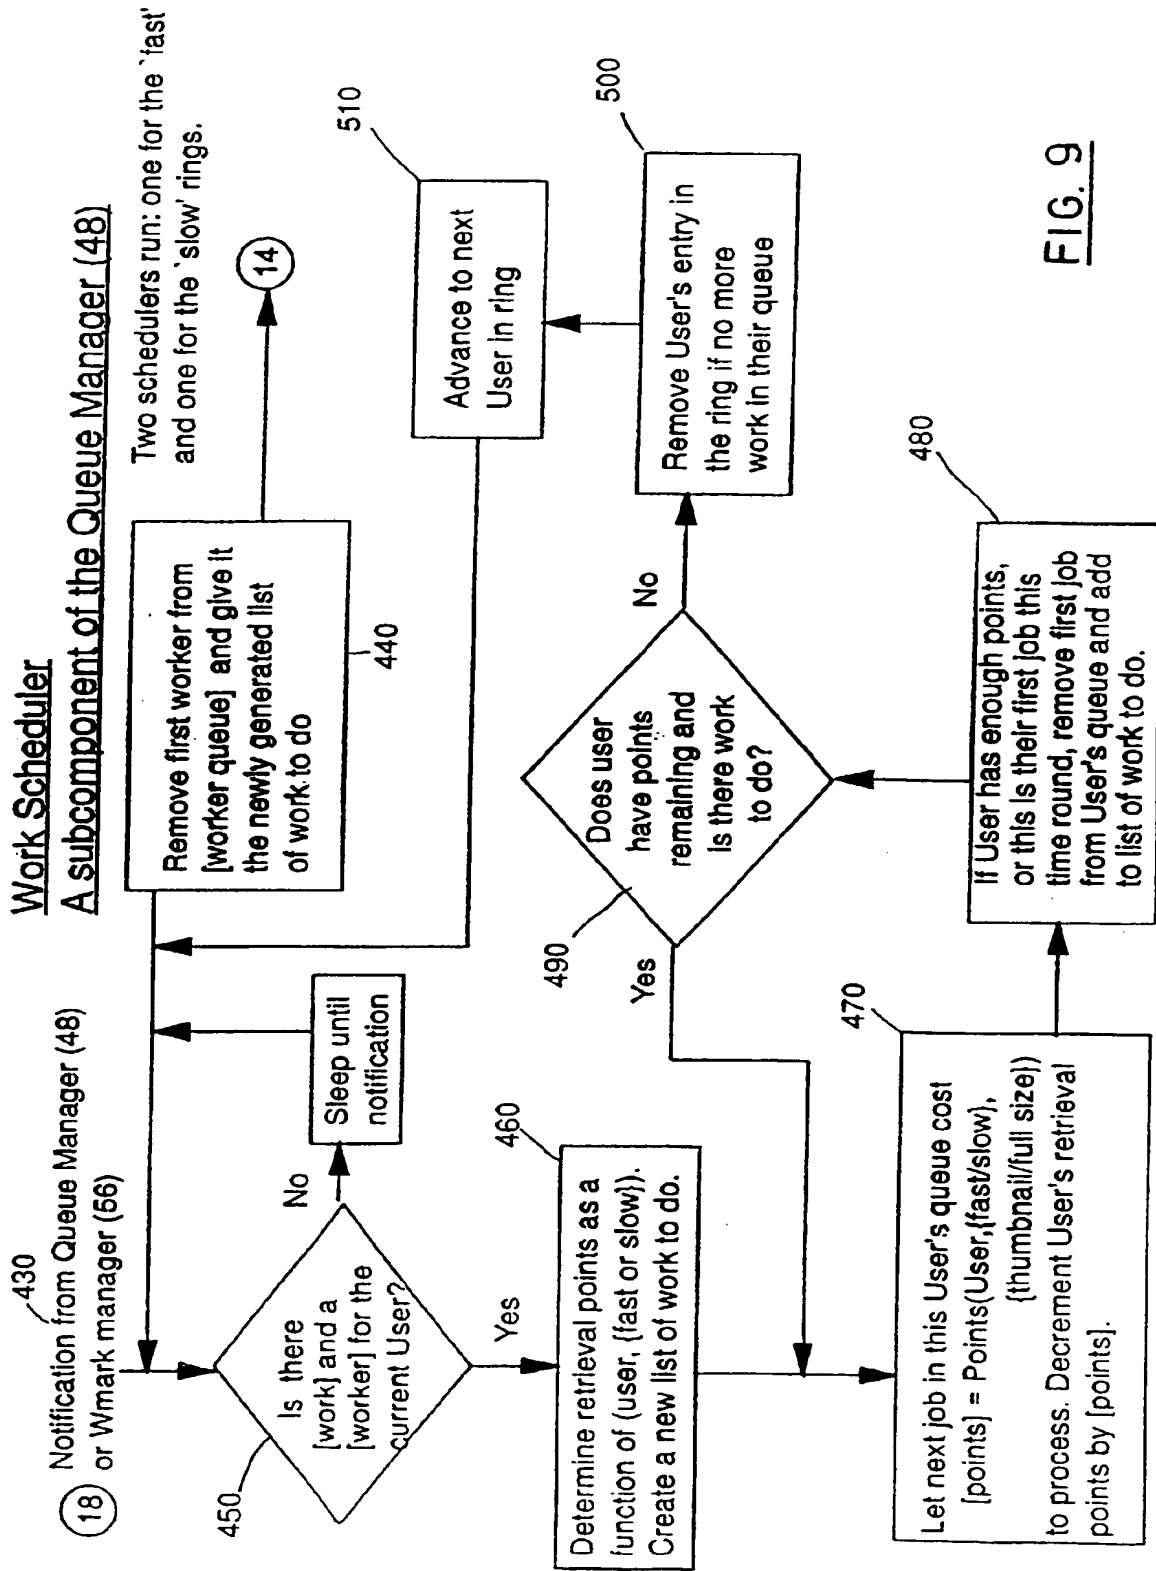 Work Scheduler
A subcomponent of the Queue Manager (48)
430
18
Notification from Queue Manager (48)
or Wmark manager (66)
Two schedulers run: one for the `fast'
and one for the `slow' rings.
Remove first worker from
[worker queue] and give it
the newly generated list
of work to do
440
14
450
Is there
[work] and a
[worker] for the
current User?
No
Sleep until
notification
Yes
510
Advance to next
User in ring
460
Determine retrieval points as a
function of (user, {fast or slow}).
Create a new list of work to do.
490
Does user
have points
remaining and
is there work
to do?
Yes
No
500
Remove User's entry in
the ring if no more
work in their queue
470
Let next job in this User's queue cost
[points] = Points(User,{fast/slow},
{thumbnail/full size})
to process. Decrement User's retrieval
points by [points].
480
If User has enough points,
or this is their first job this
time round, remove first job
from User's queue and add
to list of work to do.
FIG. 9